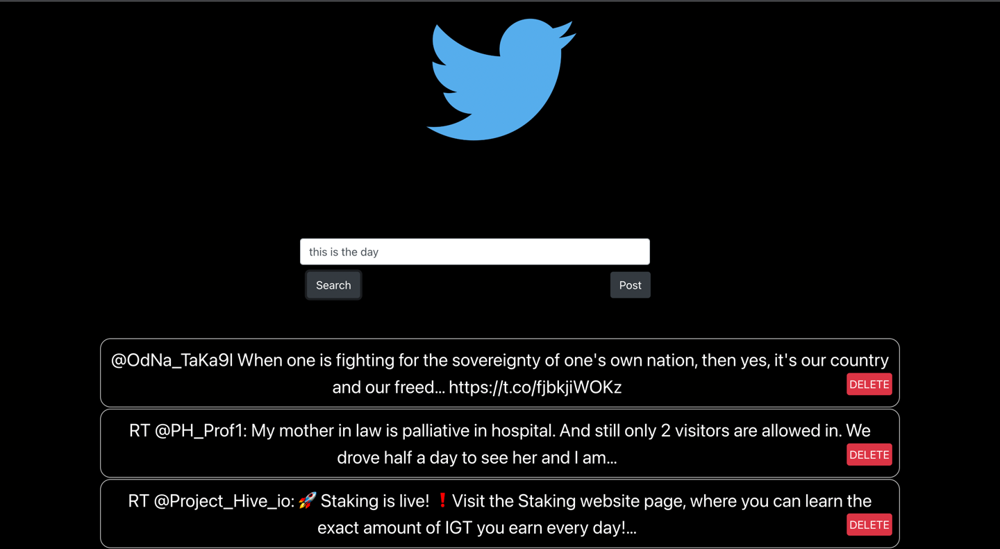 this is the day
Search
Post
@OdNa_TaKa9l When one is fighting for the sovereignty of one's own nation, then yes, it's our country
and our freed... https://t.co/fjbkjiWOKz
DELETE
RT @PH_Prof1: My mother in law is palliative in hospital. And still only 2 visitors are allowed in. We
drove half a day to see her and I am...
DELETE
RT @Project_Hive_io: 🚀 Staking is live! ❗ Visit the Staking website page, where you can learn the
exact amount of IGT you earn every day!...
DELETE